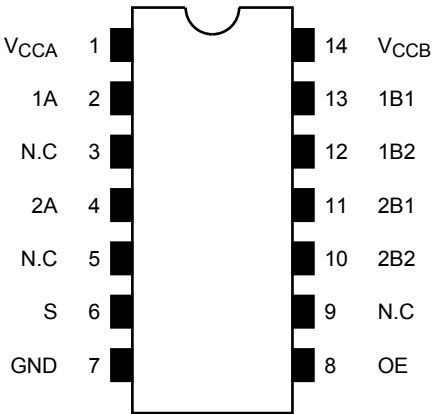 VCCA 1 14 VCCB
1A 2 13 1B1
N.C 3 12 1B2
2A 4 11 2B1
N.C 5 10 2B2
S 6 9 N.C
GND 7 8 OE